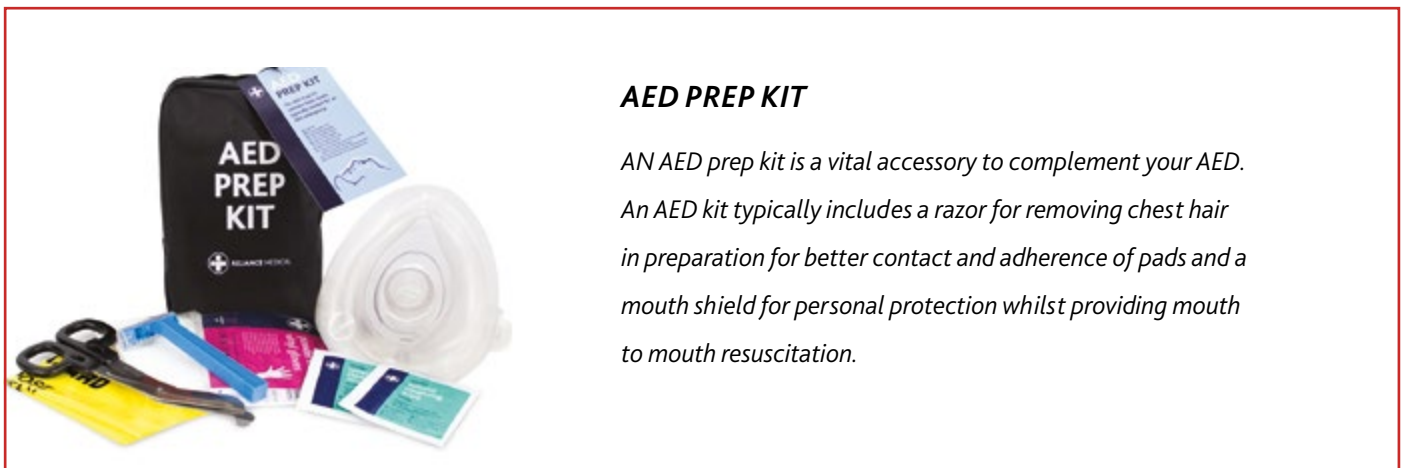 AED PREP KIT
AN AED prep kit is a vital accessory to complement your AED.
An AED kit typically includes a razor for removing chest hair
in preparation for better contact and adherence of pads and a
mouth shield for personal protection whilst providing mouth
to mouth resuscitation.
PREP KIT
AED
PREP
KIT
RELIANCE MEDICAL